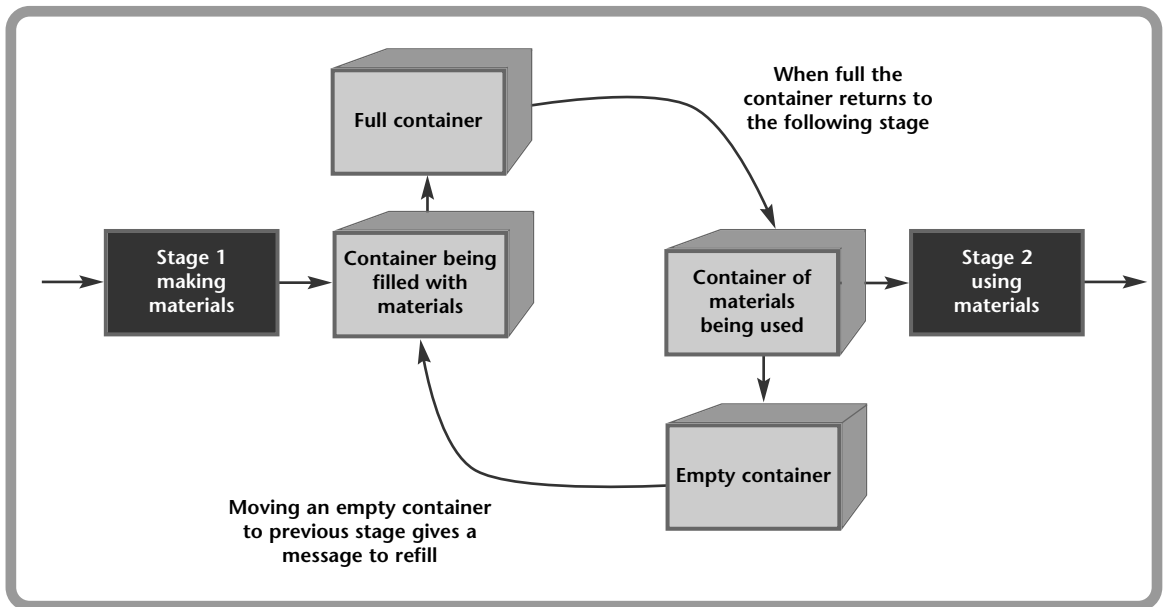 Full container
When full the
container returns to
the following stage
Stage 1
making
materials
Container being
filled with
materials
Container of
materials
being used
Stage 2
using
materials
Empty container
Moving an empty container
to previous stage gives a
message to refill